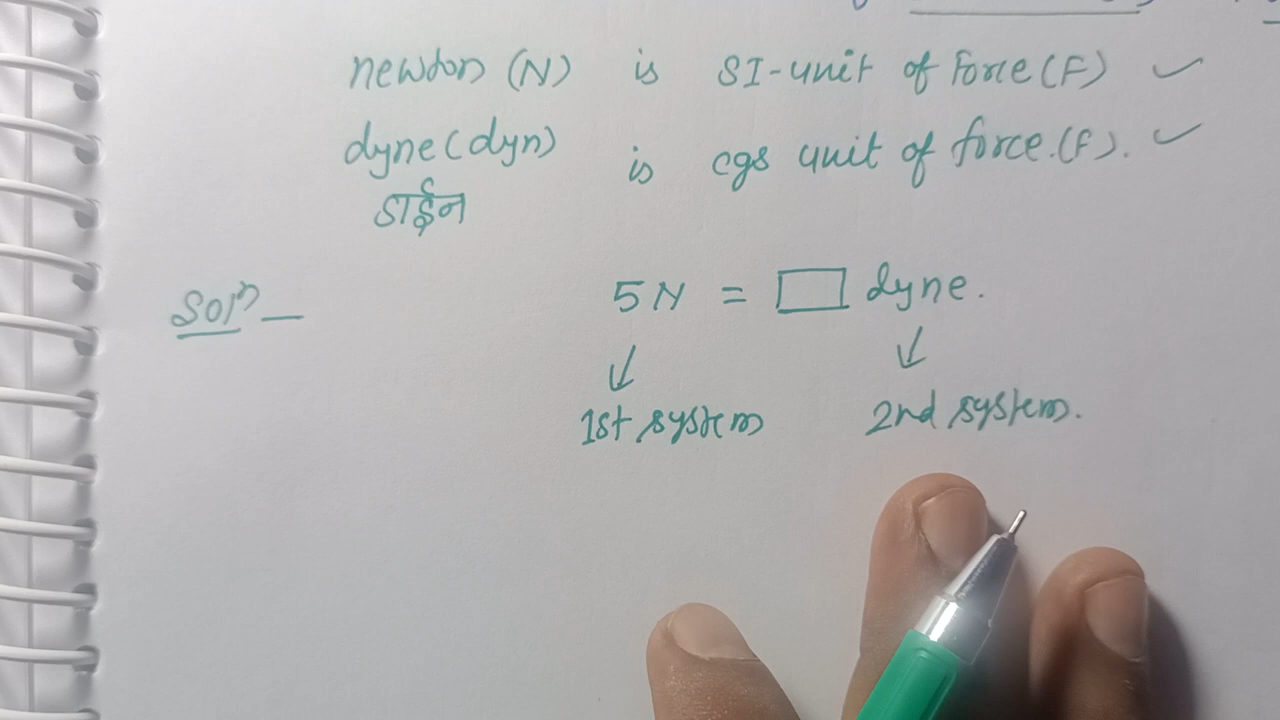 newton (N) is SI-unit of Force (F) ✓
dyne (dyn) is cgs unit of force. (F). ✓
डाईन
Solⁿ —
5 N = □ dyne.
↓ ↓
1st system 2nd system.